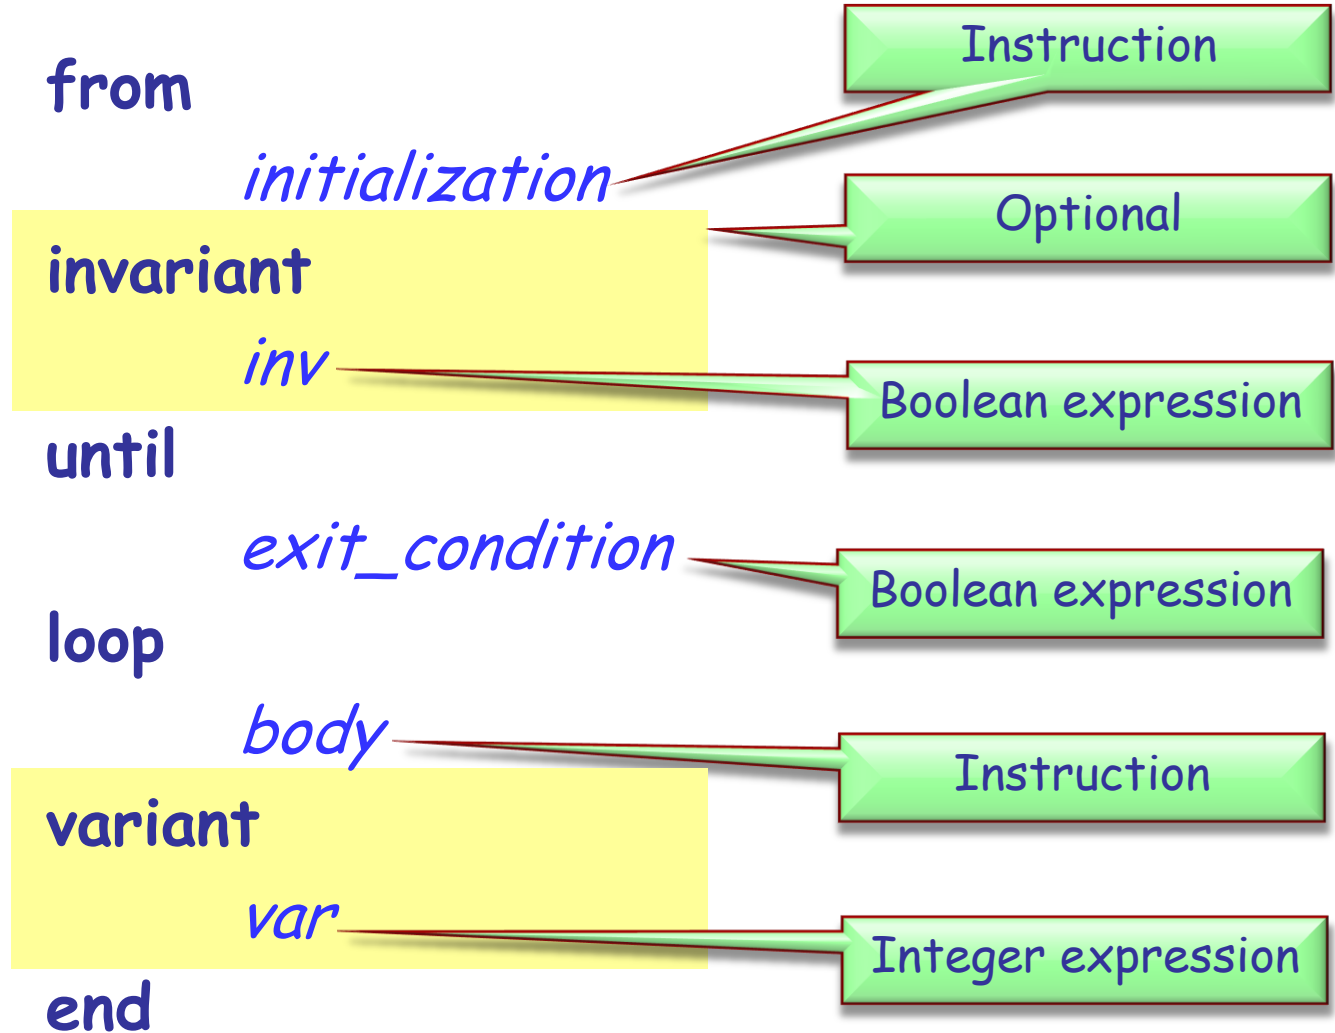 from
Instruction
initialization
Optional
invariant
inv
Boolean expression
until
exit_condition
Boolean expression
loop
body
Instruction
variant
var
Integer expression
end